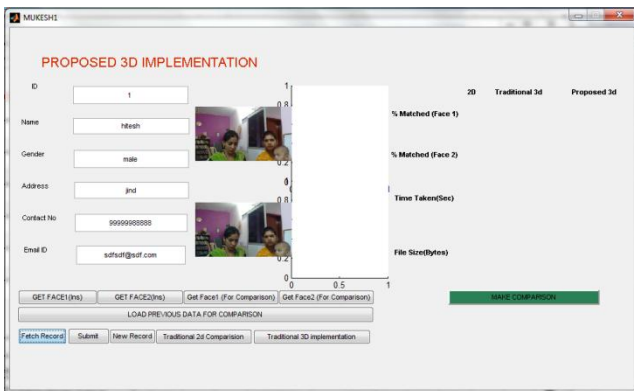 MUKESH1
PROPOSED 3D IMPLEMENTATION
ID
1
Name
hitesh
Gender
male
Address
jind
Contact No
99999988888
Email ID
sdfsdf@sdf.com
1
0.8
0.2
0
0.8
0
0
0.5
1
2D Traditional 3d Proposed 3d
% Matched (Face 1)
% Matched (Face 2)
Time Taken(Sec)
File Size(Bytes)
GET FACE1(Ins) GET FACE2(Ins) Get Face1 (For Comparison) Get Face2 (For Comparison)
MAKE COMPARISON
LOAD PREVIOUS DATA FOR COMPARISON
Fetch Record Submit New Record Traditional 2d Comparision Traditional 3D implementation